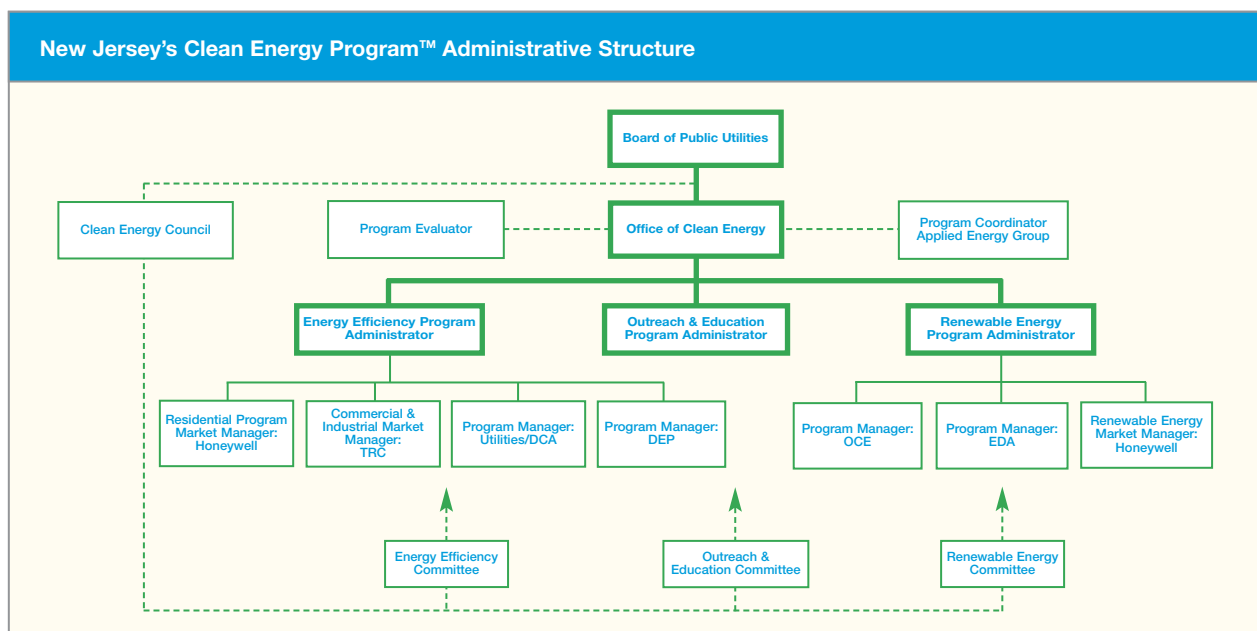 New Jersey's Clean Energy Program™ Administrative Structure
Board of Public Utilities
Clean Energy Council
Program Evaluator
Office of Clean Energy
Program Coordinator
Applied Energy Group
Energy Efficiency Program
Administrator
Outreach & Education
Program Administrator
Renewable Energy
Program Administrator
Residential Program
Market Manager:
Honeywell
Commercial &
Industrial Market
Manager:
TRC
Program Manager:
Utilities/DCA
Program Manager:
DEP
Program Manager:
OCE
Program Manager:
EDA
Renewable Energy
Market Manager:
Honeywell
Energy Efficiency
Committee
Outreach &
Education Committee
Renewable Energy
Committee